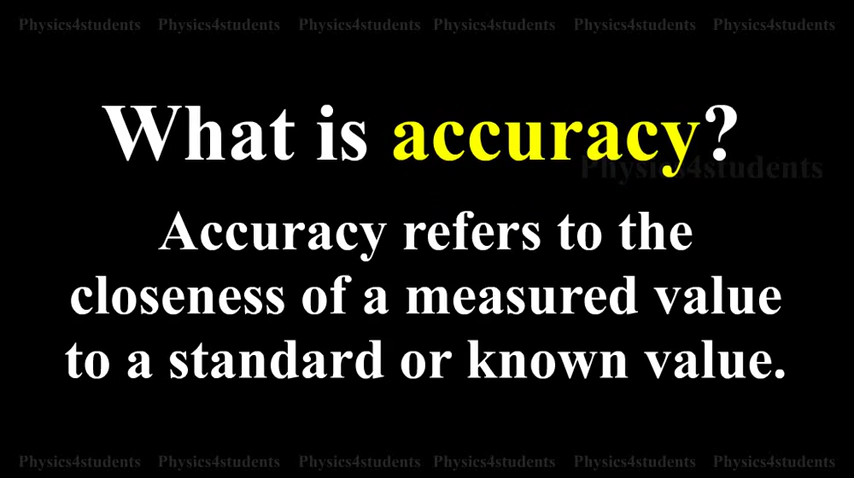 Physics4students Physics4students Physics4students Physics4students Physics4students Physics4students
What is accuracy?
Physics4students
Accuracy refers to the
closeness of a measured value
to a standard or known value.
Physics4students Physics4students Physics4students Physics4students Physics4students Physics4students